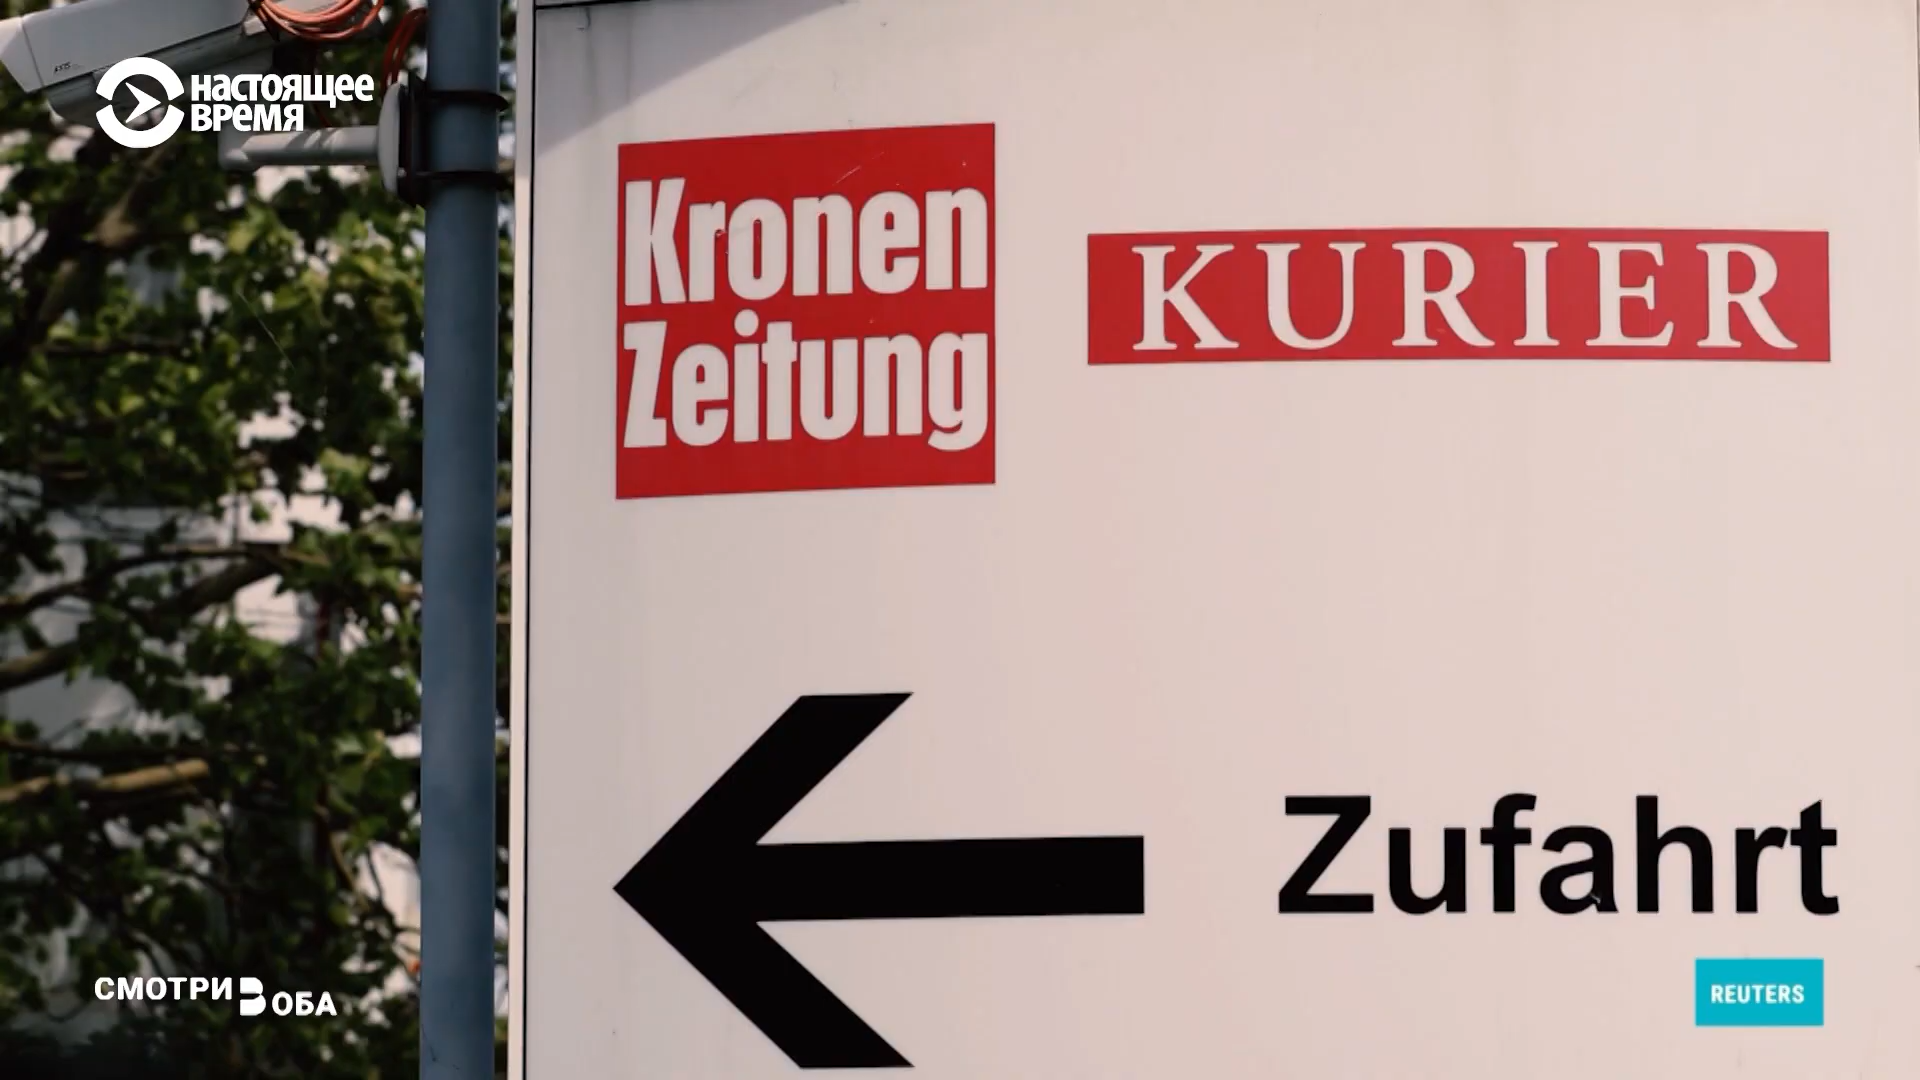 НАСТОЯЩЕЕ
ВРЕМЯ
Kronen
Zeitung
KURIER
Zufahrt
СМОТРИ В ОБА
REUTERS